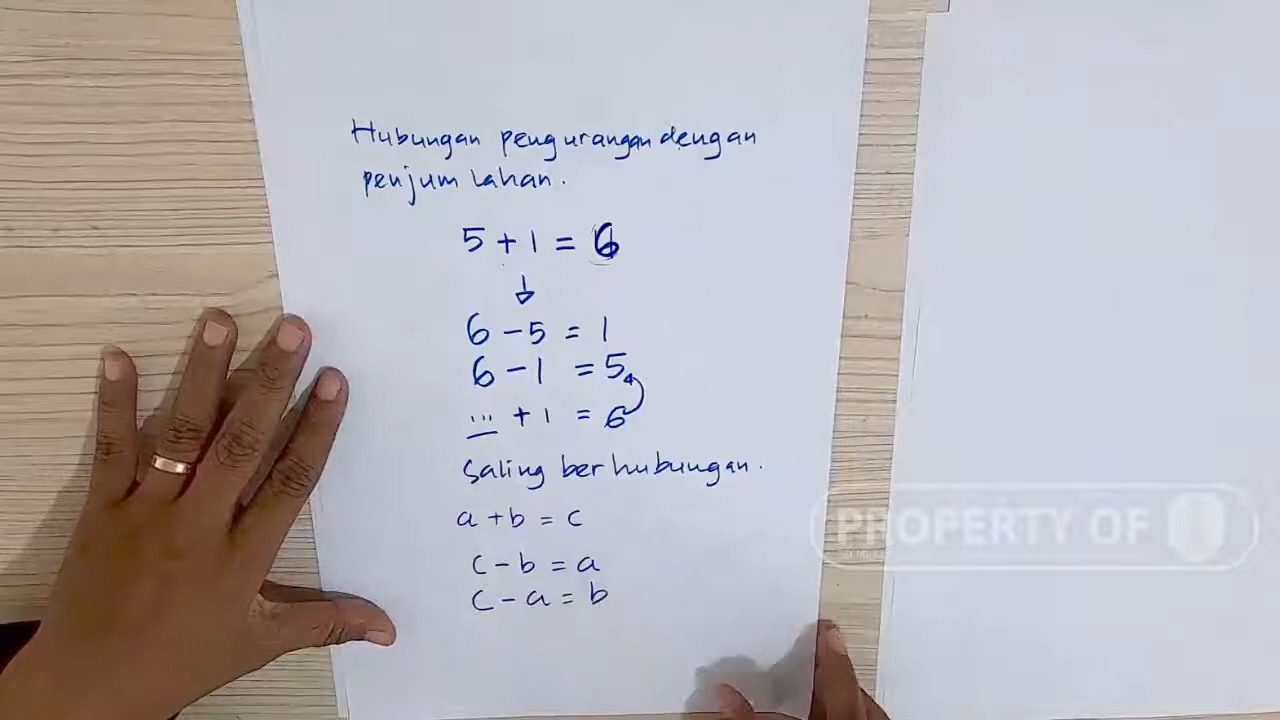 Hubungan pengurangan dengan
penjumlahan.
5 + 1 = 6
↓
6 - 5 = 1
6 - 1 = 5
... + 1 = 6
Saling berhubungan.
a + b = c
c - b = a
c - a = b
PROPERTY OF